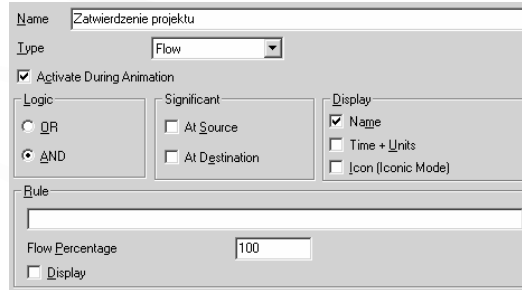 Name Zatwierdzenie projektu
Type Flow
Activate During Animation
Logic Significant Display
OR At Source Name
AND At Destination Time + Units
Icon (Iconic Mode)
Rule
Flow Percentage 100
Display